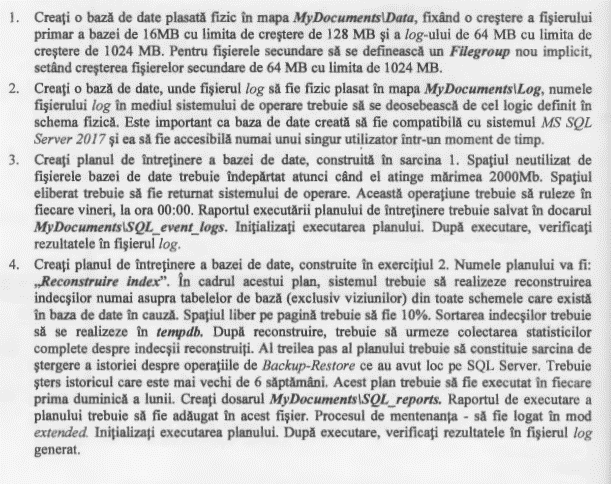 1. Creați o bază de date plasată fizic în mapa MyDocuments\Data, fixând o creștere a fișierului
primar a bazei de 16MB cu limita de creștere de 128 MB și a log-ului de 64 MB cu limita de
creștere de 1024 MB. Pentru fișierele secundare să se definească un Filegroup nou implicit,
setând creșterea fișierelor secundare de 64 MB cu limita de 1024 MB.
2. Creați o bază de date, unde fișierul log să fie fizic plasat în mapa MyDocuments\Log, numele
fișierului log în mediul sistemului de operare trebuie să se deosebească de cel logic definit în
schema fizică. Este important ca baza de date creată să fie compatibilă cu sistemul MS SQL
Server 2017 și ea să fie accesibilă numai unui singur utilizator într-un moment de timp.
3. Creați planul de întreținere a bazei de date, construită în sarcina 1. Spațiul neutilizat de
fișierele bazei de date trebuie îndepărtat atunci când el atinge mărimea 2000Mb. Spațiul
eliberat trebuie să fie returnat sistemului de operare. Această operațiune trebuie să ruleze în
fiecare vineri, la ora 00:00. Raportul executării planului de întreținere trebuie salvat în docarul
MyDocuments\SQL_event_logs. Inițializați executarea planului. După executare, verificați
rezultatele în fișierul log.
4. Creați planul de întreținere a bazei de date, construite în exercițiul 2. Numele planului va fi:
„Reconstruire index”. În cadrul acestui plan, sistemul trebuie să realizeze reconstruirea
indecșilor numai asupra tabelelor de bază (exclusiv viziunilor) din toate schemele care există
în baza de date în cauză. Spațiul liber pe pagină trebuie să fie 10%. Sortarea indecșilor trebuie
să se realizeze în tempdb. După reconstruire, trebuie să urmeze colectarea statisticilor
complete despre indecșii reconstruiți. Al treilea pas al planului trebuie să constituie sarcina de
ștergere a istoriei despre operațiile de Backup-Restore ce au avut loc pe SQL Server. Trebuie
șters istoricul care este mai vechi de 6 săptămâni. Acest plan trebuie să fie executat în fiecare
prima duminică a lunii. Creați dosarul MyDocuments\SQL_reports. Raportul de executare a
planului trebuie să fie adăugat în acest fișier. Procesul de mentenanța - să fie logat în mod
extended. Inițializați executarea planului. După executare, verificați rezultatele în fișierul log
generat.